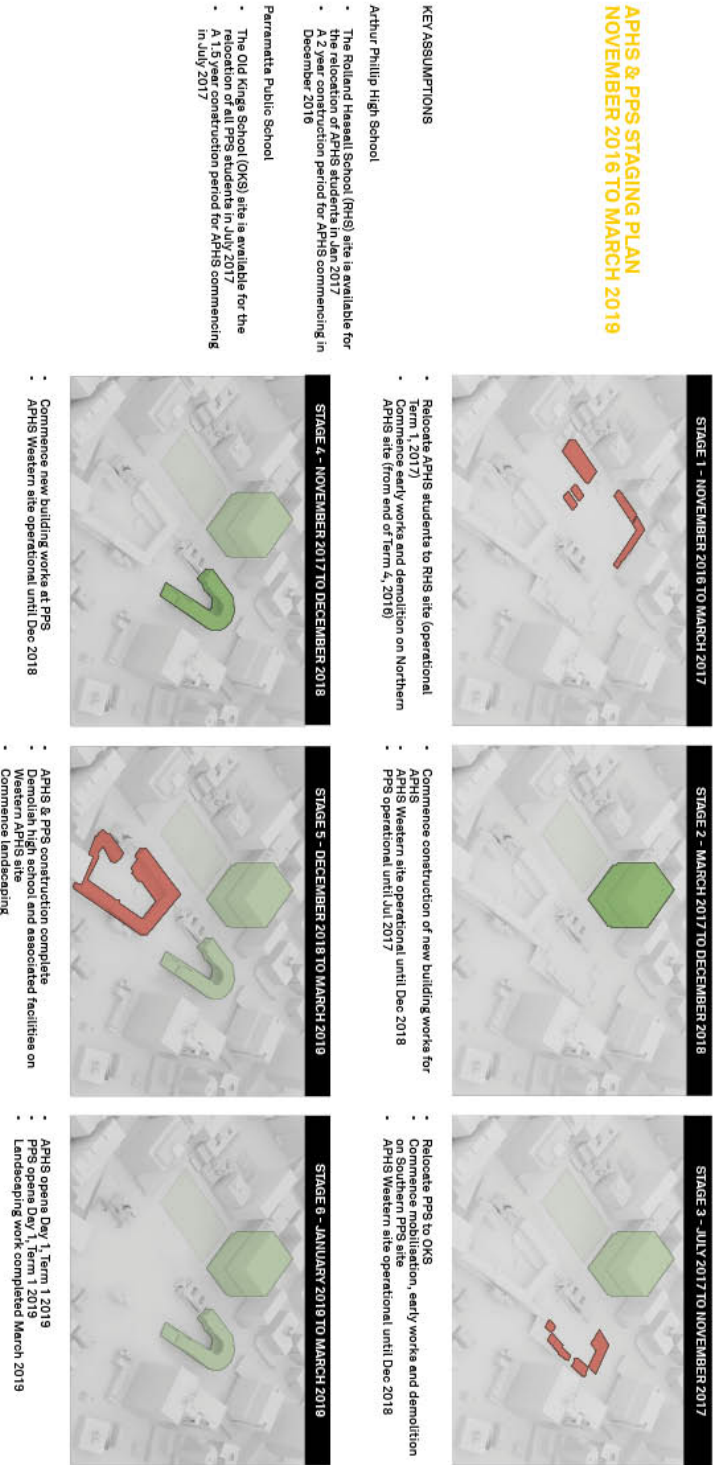 APHS & PPS STAGING PLAN
NOVEMBER 2016 TO MARCH 2019
KEY ASSUMPTIONS
Arthur Phillip High School
• The Rolland Hassall School (RHS) site is available for
the relocation of APHS students in Jan 2017
• A 2 year construction period for APHS commencing in
December 2016
Parramatta Public School
• The Old Kings School (OKS) site is available for the
relocation of all PPS students in July 2017
• A 1.5 year construction period for APHS commencing
in July 2017
STAGE 1 - NOVEMBER 2016 TO MARCH 2017
• Relocate APHS students to RHS site (operational
Term 1, 2017)
• Commence early works and demolition on Northern
APHS site (from end of Term 4, 2016)
STAGE 2 - MARCH 2017 TO DECEMBER 2018
• Commence construction of new building works for
APHS
• APHS Western site operational until Dec 2018
• PPS operational until Jul 2017
STAGE 3 - JULY 2017 TO NOVEMBER 2017
• Relocate PPS to OKS
• Commence mobilisation, early works and demolition
on Southern PPS site
• APHS Western site operational until Dec 2018
STAGE 4 - NOVEMBER 2017 TO DECEMBER 2018
• Commence new building works at PPS
• APHS Western site operational until Dec 2018
STAGE 5 - DECEMBER 2018 TO MARCH 2019
• APHS & PPS construction complete
• Demolish high school and associated facilities on
Western APHS site
• Commence landscaping
STAGE 6 - JANUARY 2019 TO MARCH 2019
• APHS opens Day 1, Term 1 2019
• PPS opens Day 1, Term 1 2019
• Landscaping work completed March 2019